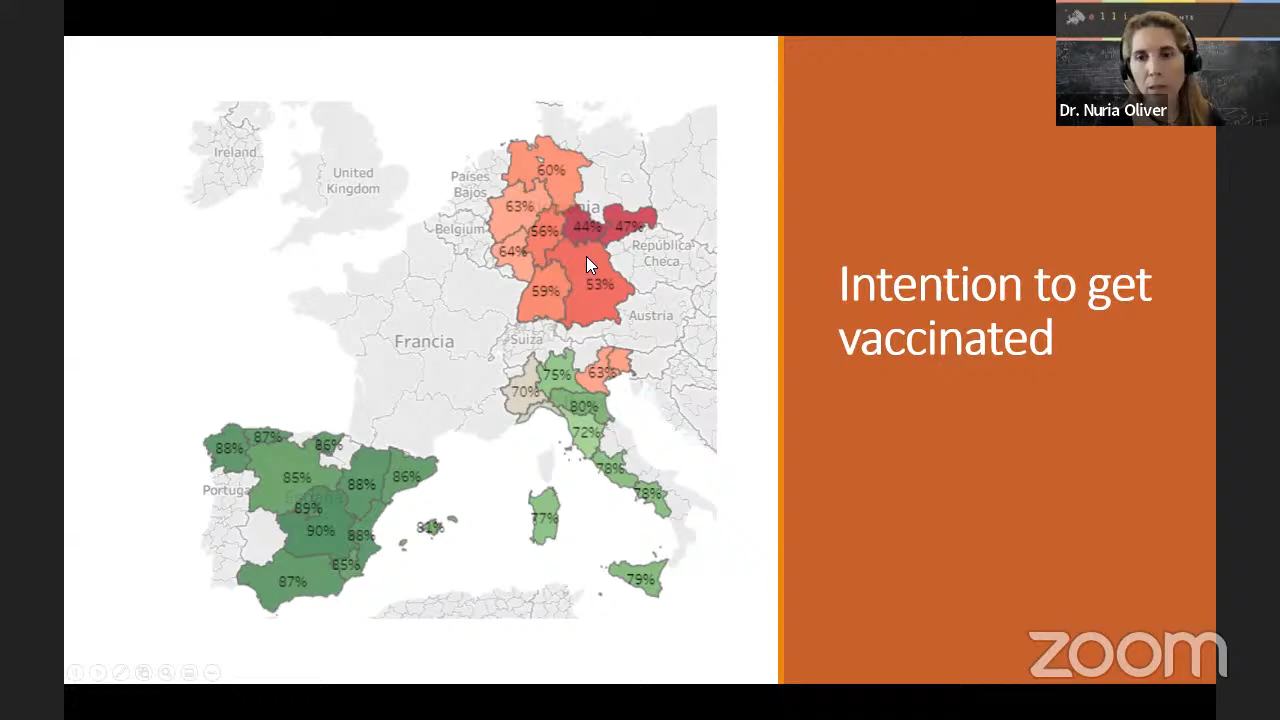 Dr. Nuria Oliver
Ireland
United
Kingdom
Países
Bajos
Belgium
60%
63%
56%
44%
47%
64%
República
Checa
53%
59%
Austria
Suiza
Francia
75%
63%
70%
80%
72%
78%
78%
77%
79%
88%
87%
86%
85%
88%
86%
Portugal
España
89%
90%
88%
81%
85%
87%
Intention to get
vaccinated
zoom